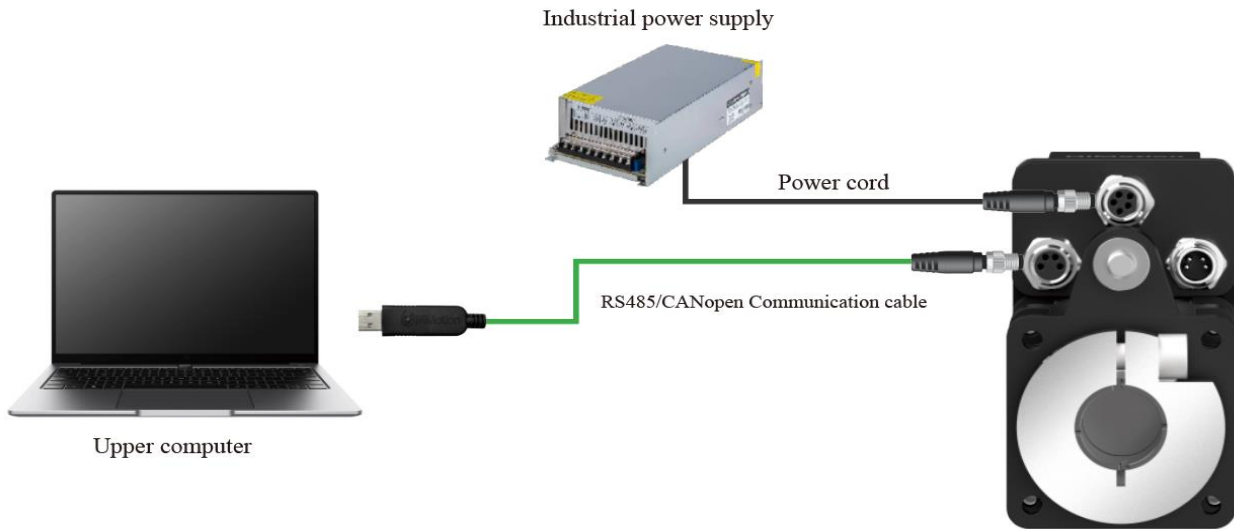 Industrial power supply
Power cord
RS485/CANopen Communication cable
Upper computer